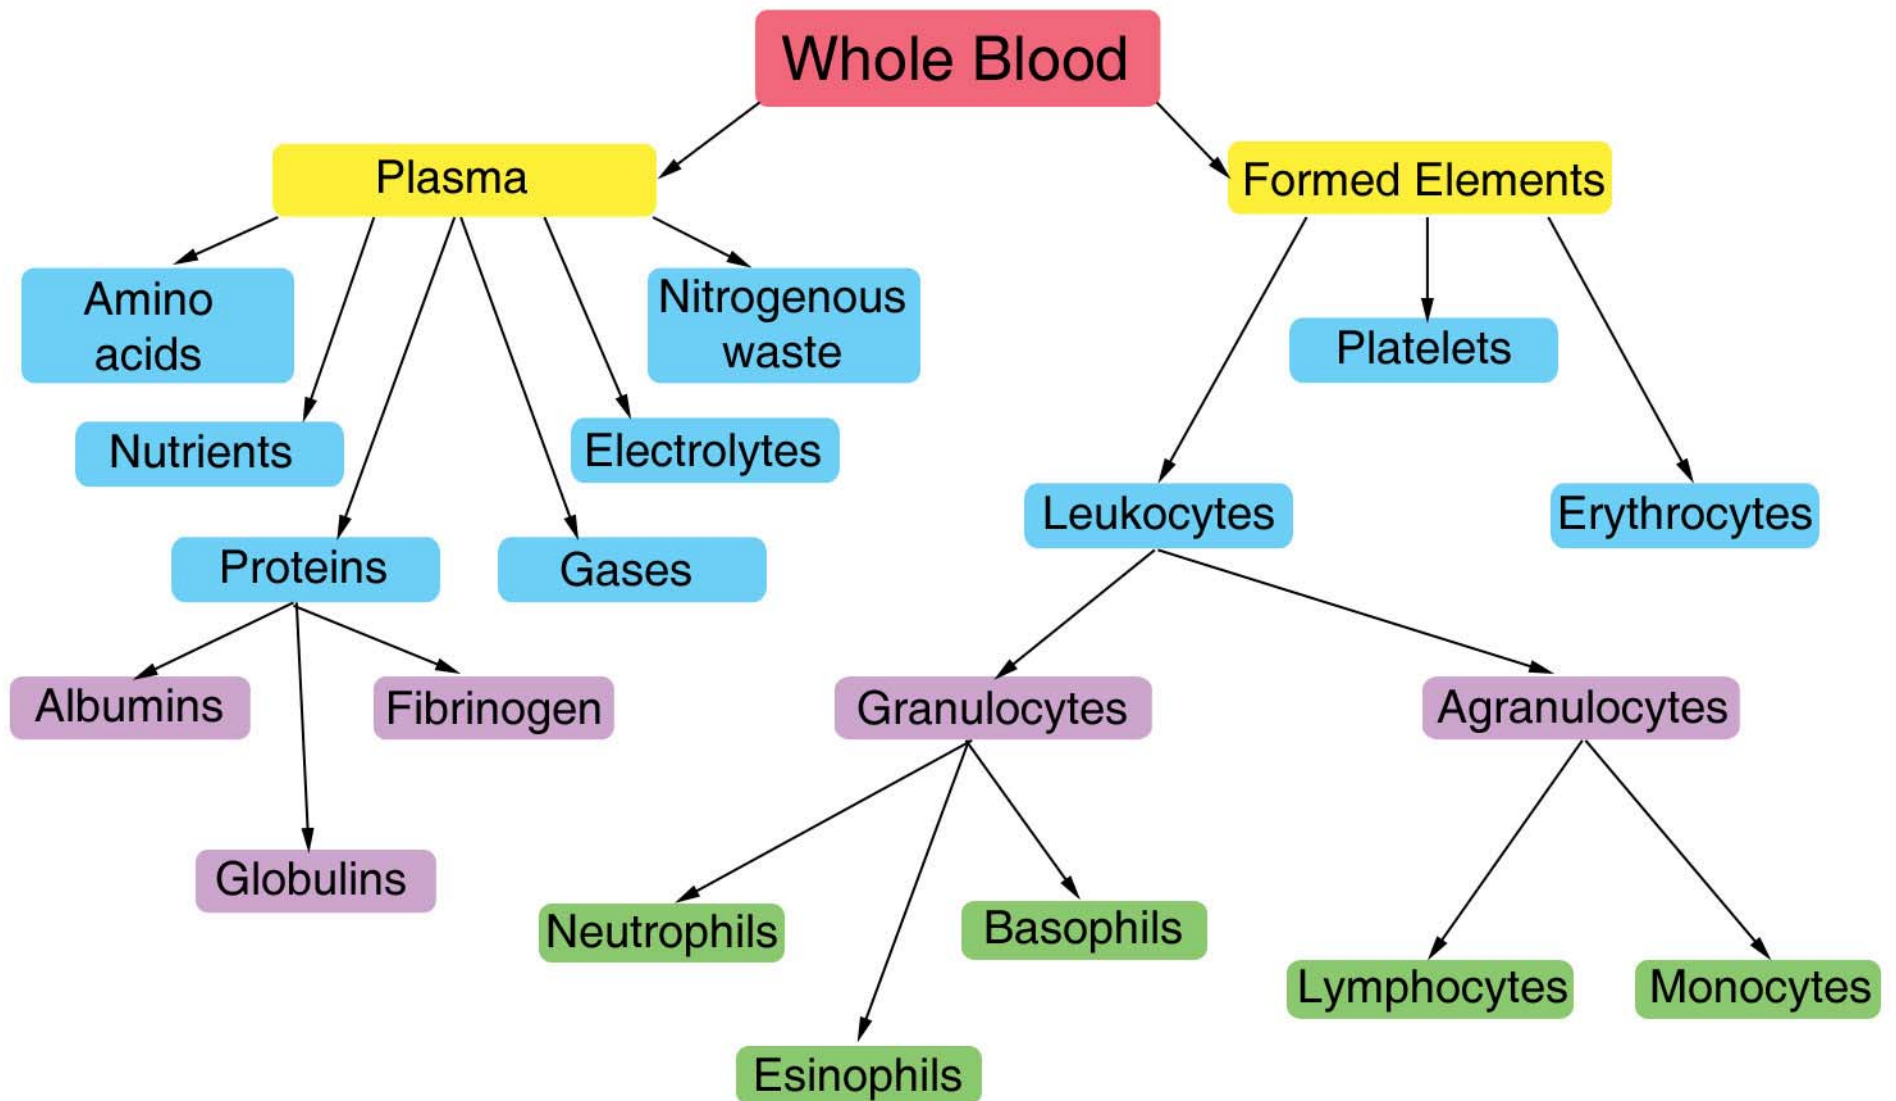 Whole Blood
Plasma
Formed Elements
Amino
acids
Nitrogenous
waste
Platelets
Nutrients
Electrolytes
Leukocytes
Erythrocytes
Proteins
Gases
Albumins
Fibrinogen
Granulocytes
Agranulocytes
Globulins
Neutrophils
Basophils
Lymphocytes
Monocytes
Esinophils